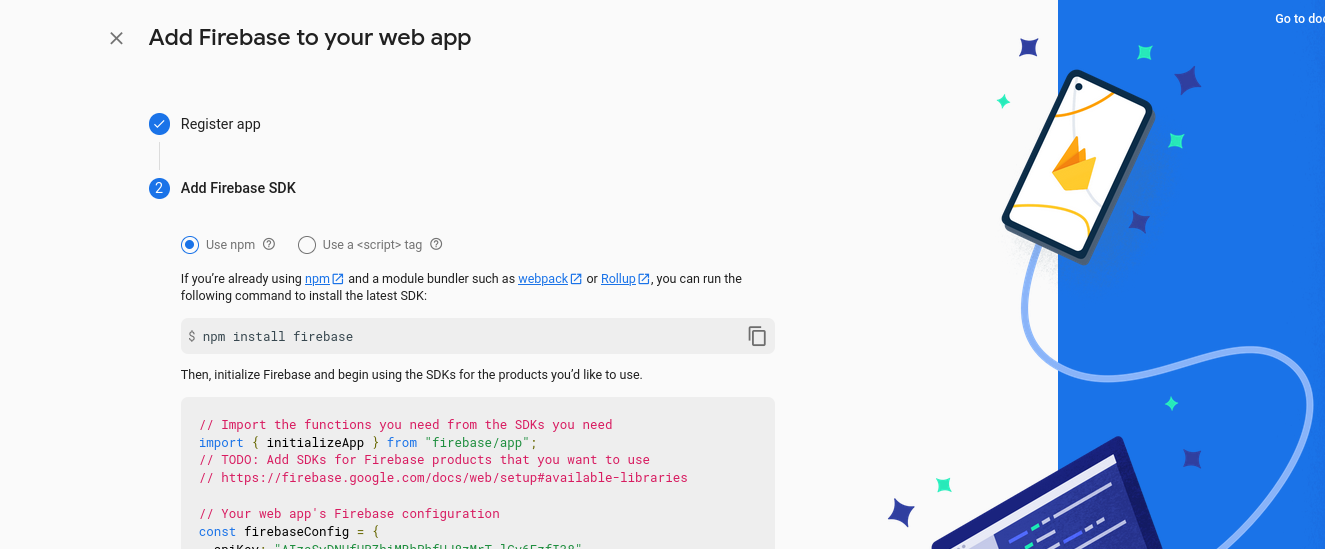 Go to doc
Add Firebase to your web app
Register app
2 Add Firebase SDK
Use npm Use a <script> tag
If you're already using npm and a module bundler such as webpack or Rollup, you can run the
following command to install the latest SDK:
$ npm install firebase
Then, initialize Firebase and begin using the SDKs for the products you'd like to use.
// Import the functions you need from the SDKs you need
import { initializeApp } from "firebase/app";
// TODO: Add SDKs for Firebase products that you want to use
// https://firebase.google.com/docs/web/setup#available-libraries
// Your web app's Firebase configuration
const firebaseConfig = {